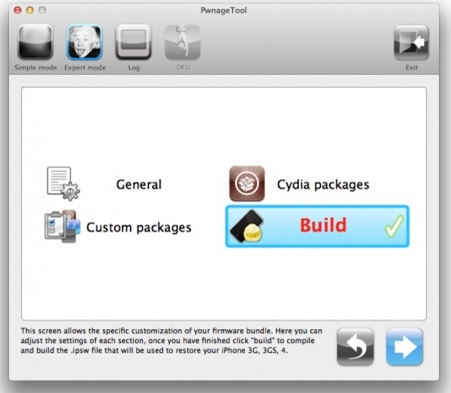 PwnageTool
Simple mode Expert mode Log DFU Exit
General Cydia packages
Custom packages Build
This screen allows the specific customization of your firmware bundle. Here you can
adjust the settings of each section, once you have finished click "build" to compile
and build the .ipsw file that will be used to restore your iPhone 3G, 3GS, 4.